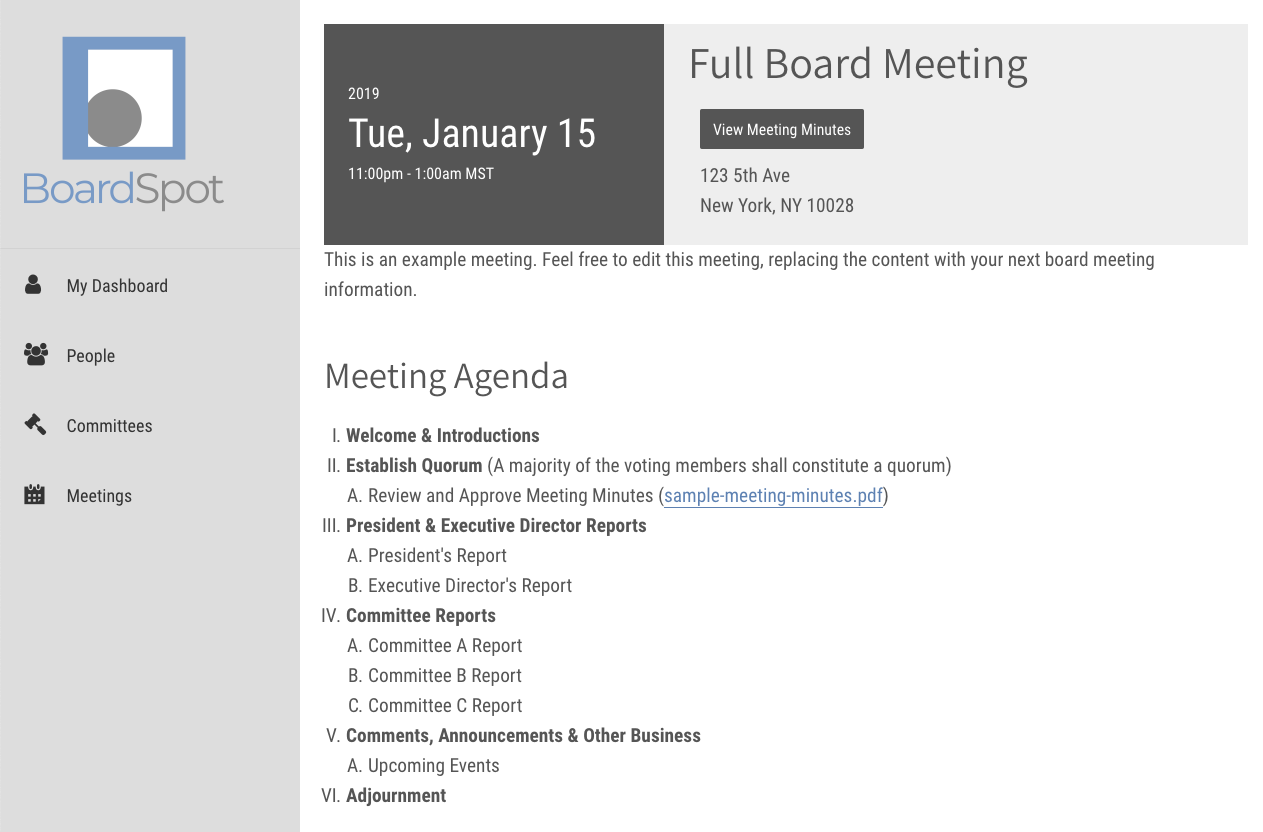 BoardSpot
My Dashboard
People
Committees
Meetings
2019
Tue, January 15
11:00pm - 1:00am MST
Full Board Meeting
View Meeting Minutes
123 5th Ave
New York, NY 10028
This is an example meeting. Feel free to edit this meeting, replacing the content with your next board meeting
information.
Meeting Agenda
I. Welcome & Introductions
II. Establish Quorum (A majority of the voting members shall constitute a quorum)
A. Review and Approve Meeting Minutes (sample-meeting-minutes.pdf)
III. President & Executive Director Reports
A. President's Report
B. Executive Director's Report
IV. Committee Reports
A. Committee A Report
B. Committee B Report
C. Committee C Report
V. Comments, Announcements & Other Business
A. Upcoming Events
VI. Adjournment